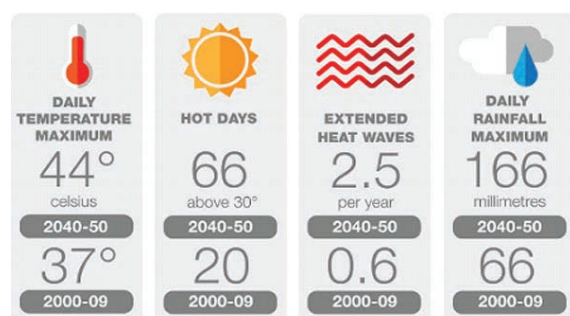 DAILY
TEMPERATURE
MAXIMUM
44°
celsius
2040-50
37°
2000-09
HOT DAYS
66
above 30°
2040-50
20
2000-09
EXTENDED
HEAT WAVES
2.5
per year
2040-50
0.6
2000-09
DAILY
RAINFALL
MAXIMUM
166
millimetres
2040-50
66
2000-09